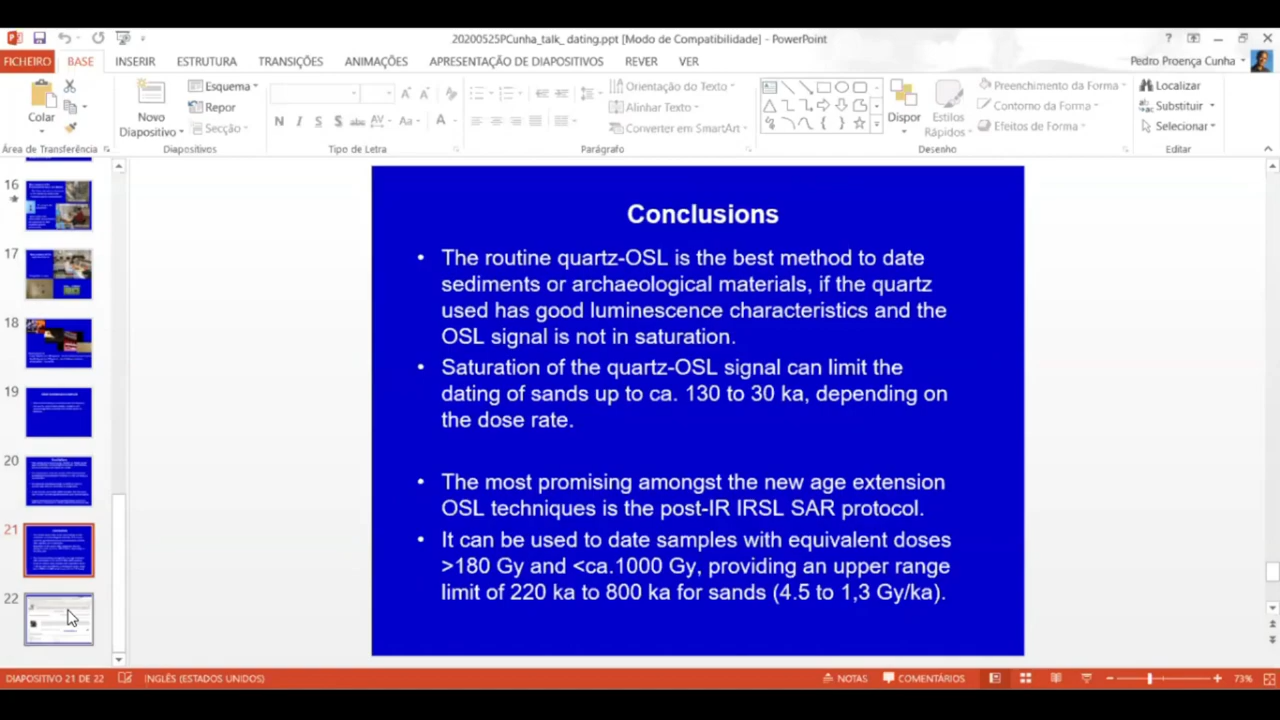 20200525PCunha_talk_ dating.ppt [Modo de Compatibilidade] - PowerPoint
FICHEIRO BASE INSERIR ESTRUTURA TRANSIÇÕES ANIMAÇÕES APRESENTAÇÃO DE DIAPOSITIVOS REVER VER Pedro Proença Cunha
Colar
Novo
Diapositivo
Esquema
Repor
Secção
Orientação do Texto
Alinhar Texto
Converter em SmartArt
Dispor
Estilos
Rápidos
Preenchimento da Forma
Contorno da Forma
Efeitos de Forma
Localizar
Substituir
Selecionar
Área de Transferência Diapositivos Tipo de Letra Parágrafo Desenho Editar
16
17
18
19
20
21
22
Conclusions
• The routine quartz-OSL is the best method to date
sediments or archaeological materials, if the quartz
used has good luminescence characteristics and the
OSL signal is not in saturation.
• Saturation of the quartz-OSL signal can limit the
dating of sands up to ca. 130 to 30 ka, depending on
the dose rate.
• The most promising amongst the new age extension
OSL techniques is the post-IR IRSL SAR protocol.
• It can be used to date samples with equivalent doses
>180 Gy and <ca.1000 Gy, providing an upper range
limit of 220 ka to 800 ka for sands (4.5 to 1,3 Gy/ka).
DIAPOSITIVO 21 DE 22 INGLÊS (ESTADOS UNIDOS) NOTAS COMENTÁRIOS 73%